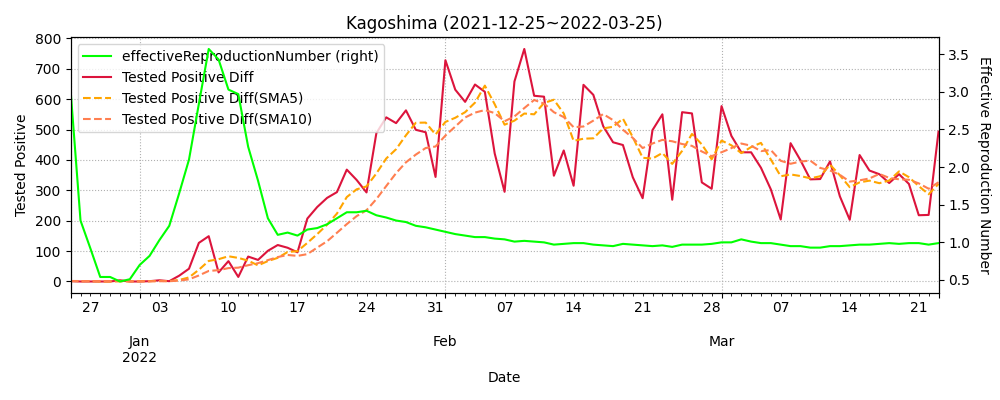 Kagoshima (2021-12-25~2022-03-25)
effectiveReproductionNumber (right)
Tested Positive Diff
Tested Positive Diff(SMA5)
Tested Positive Diff(SMA10)
Tested Positive
800
700
600
500
400
300
200
100
0
3.5
3.0
2.5
2.0
1.5
1.0
0.5
Effective Reproduction Number
27 03 10 17 24 31 07 14 21 28 07 14 21
Jan Feb Mar
2022
Date